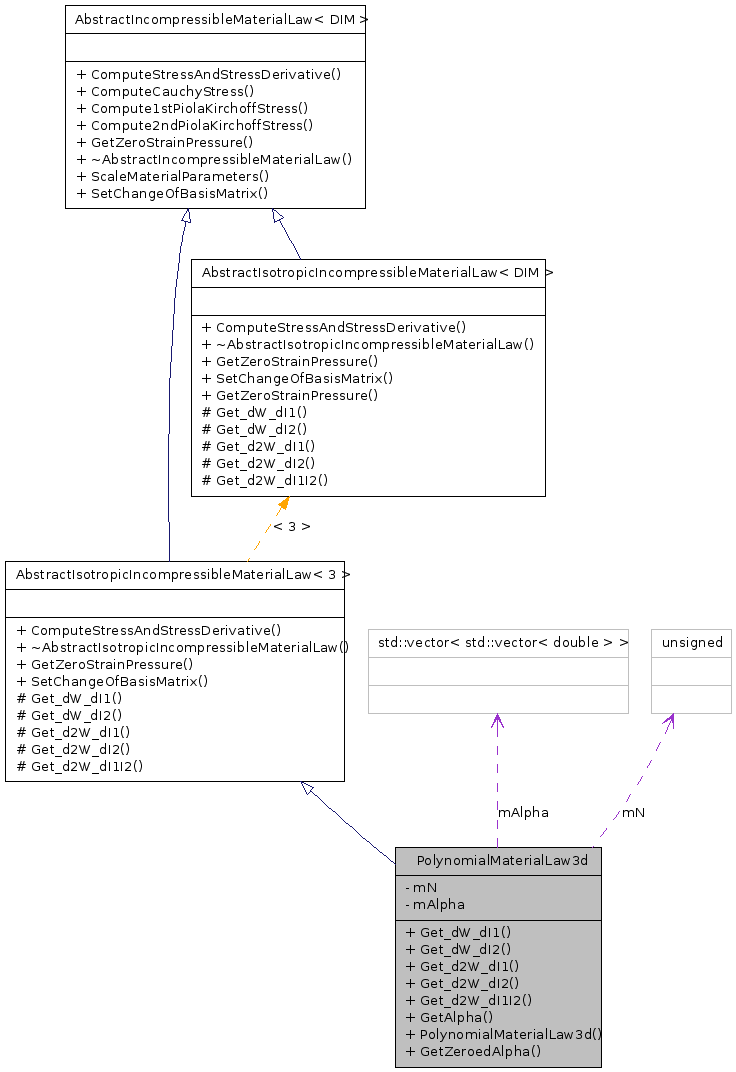 AbstractIncompressibleMaterialLaw< DIM >
+ ComputeStressAndStressDerivative()
+ ComputeCauchyStress()
+ Compute1stPiolaKirchoffStress()
+ Compute2ndPiolaKirchoffStress()
+ GetZeroStrainPressure()
+ ~AbstractIncompressibleMaterialLaw()
+ ScaleMaterialParameters()
+ SetChangeOfBasisMatrix()
AbstractIsotropicIncompressibleMaterialLaw< DIM >
+ ComputeStressAndStressDerivative()
+ ~AbstractIsotropicIncompressibleMaterialLaw()
+ GetZeroStrainPressure()
+ SetChangeOfBasisMatrix()
+ GetZeroStrainPressure()
# Get_dW_dI1()
# Get_dW_dI2()
# Get_d2W_dI1()
# Get_d2W_dI2()
# Get_d2W_dI1I2()
< 3 >
AbstractIsotropicIncompressibleMaterialLaw< 3 >
+ ComputeStressAndStressDerivative()
+ ~AbstractIsotropicIncompressibleMaterialLaw()
+ GetZeroStrainPressure()
+ SetChangeOfBasisMatrix()
# Get_dW_dI1()
# Get_dW_dI2()
# Get_d2W_dI1()
# Get_d2W_dI2()
# Get_d2W_dI1I2()
std::vector< std::vector< double > >
unsigned
mAlpha
mN
PolynomialMaterialLaw3d
- mN
- mAlpha
+ Get_dW_dI1()
+ Get_dW_dI2()
+ Get_d2W_dI1()
+ Get_d2W_dI2()
+ Get_d2W_dI1I2()
+ GetAlpha()
+ PolynomialMaterialLaw3d()
+ GetZeroedAlpha()